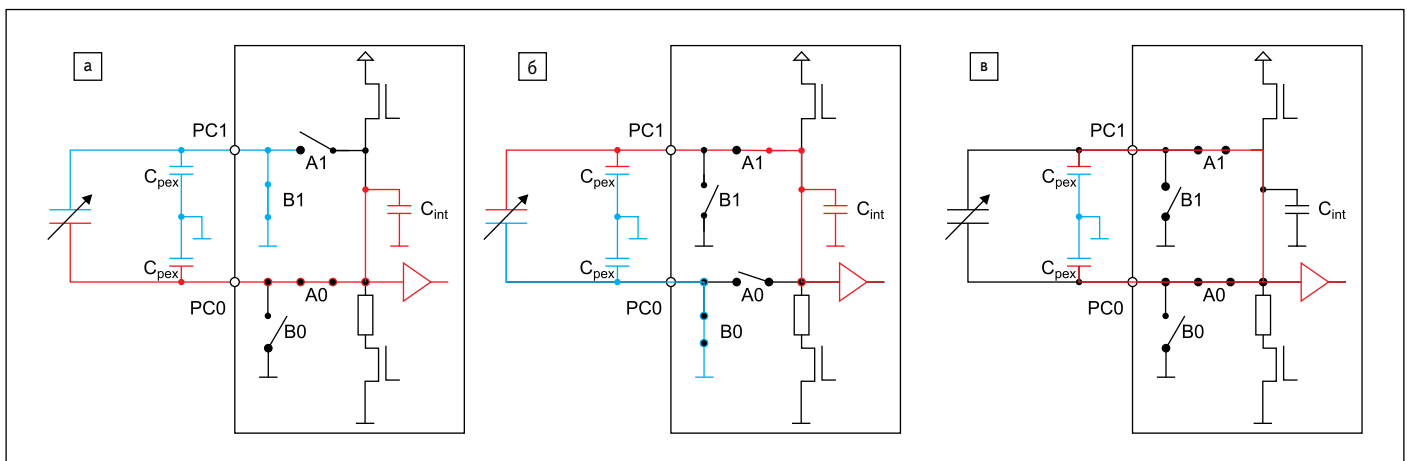 а
PC1
A1
B1
Cpex
Cint
Cpex
A0
PC0
B0
б
PC1
A1
B1
Cpex
Cint
Cpex
A0
PC0
B0
в
PC1
A1
B1
Cpex
Cint
Cpex
A0
PC0
B0